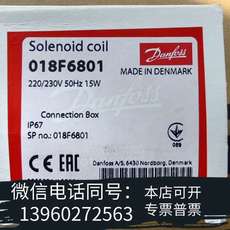 Solenoid coil
018F6801
220/230V 50Hz 15W
Danfoss
MADE IN DENMARK
Connection Box
IP67
SP no.: 018F6801
089
Danfoss A/S, 6430 Nordborg, Denmark
微信电话同号:
13960272563
本店可开
专票普票